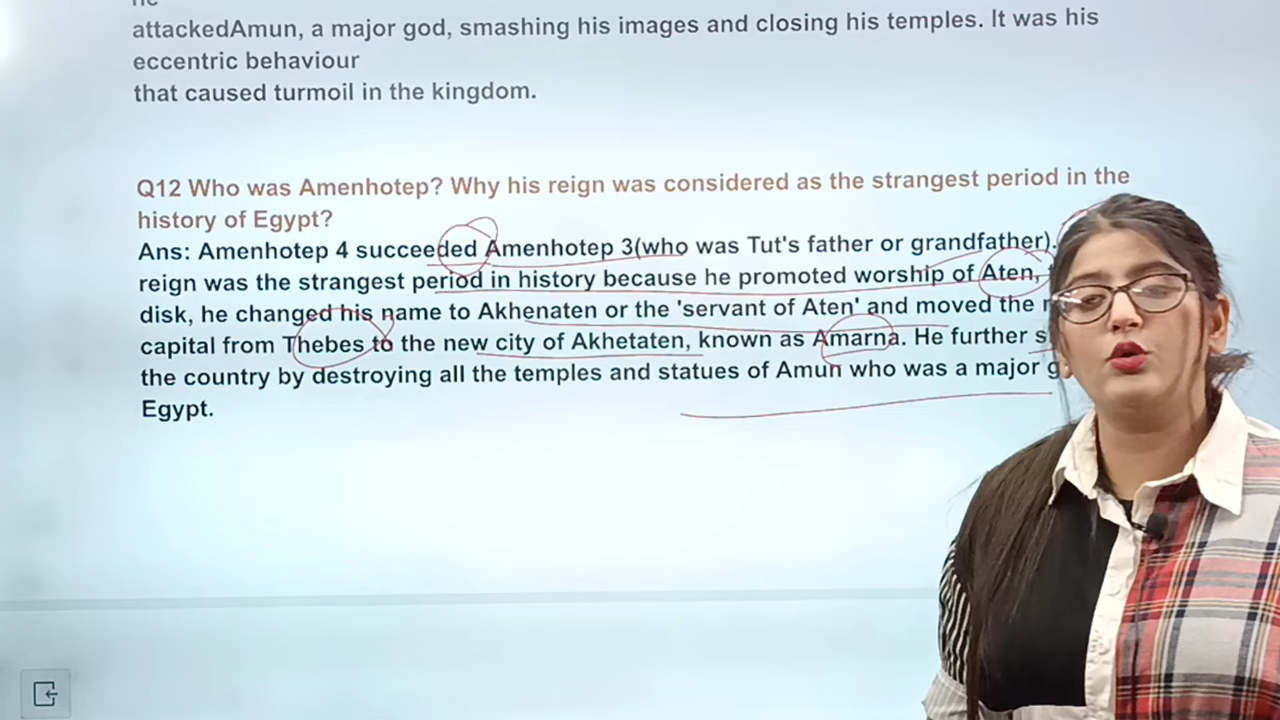 attackedAmun, a major god, smashing his images and closing his temples. It was his
eccentric behaviour
that caused turmoil in the kingdom.
Q12 Who was Amenhotep? Why his reign was considered as the strangest period in the
history of Egypt?
Ans: Amenhotep 4 succeeded Amenhotep 3(who was Tut's father or grandfather).
reign was the strangest period in history because he promoted worship of Aten,
disk, he changed his name to Akhenaten or the 'servant of Aten' and moved the
capital from Thebes to the new city of Akhetaten, known as Amarna. He further
the country by destroying all the temples and statues of Amun who was a major
Egypt.